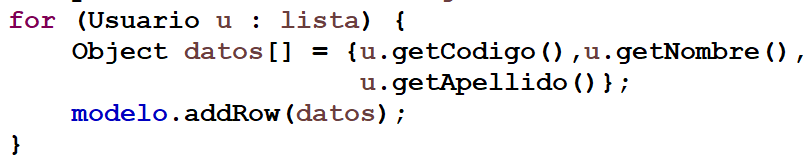 for (Usuario u : lista) {
    Object datos[] = {u.getCodigo(),u.getNombre(),
                      u.getApellido()};
    modelo.addRow(datos);
}